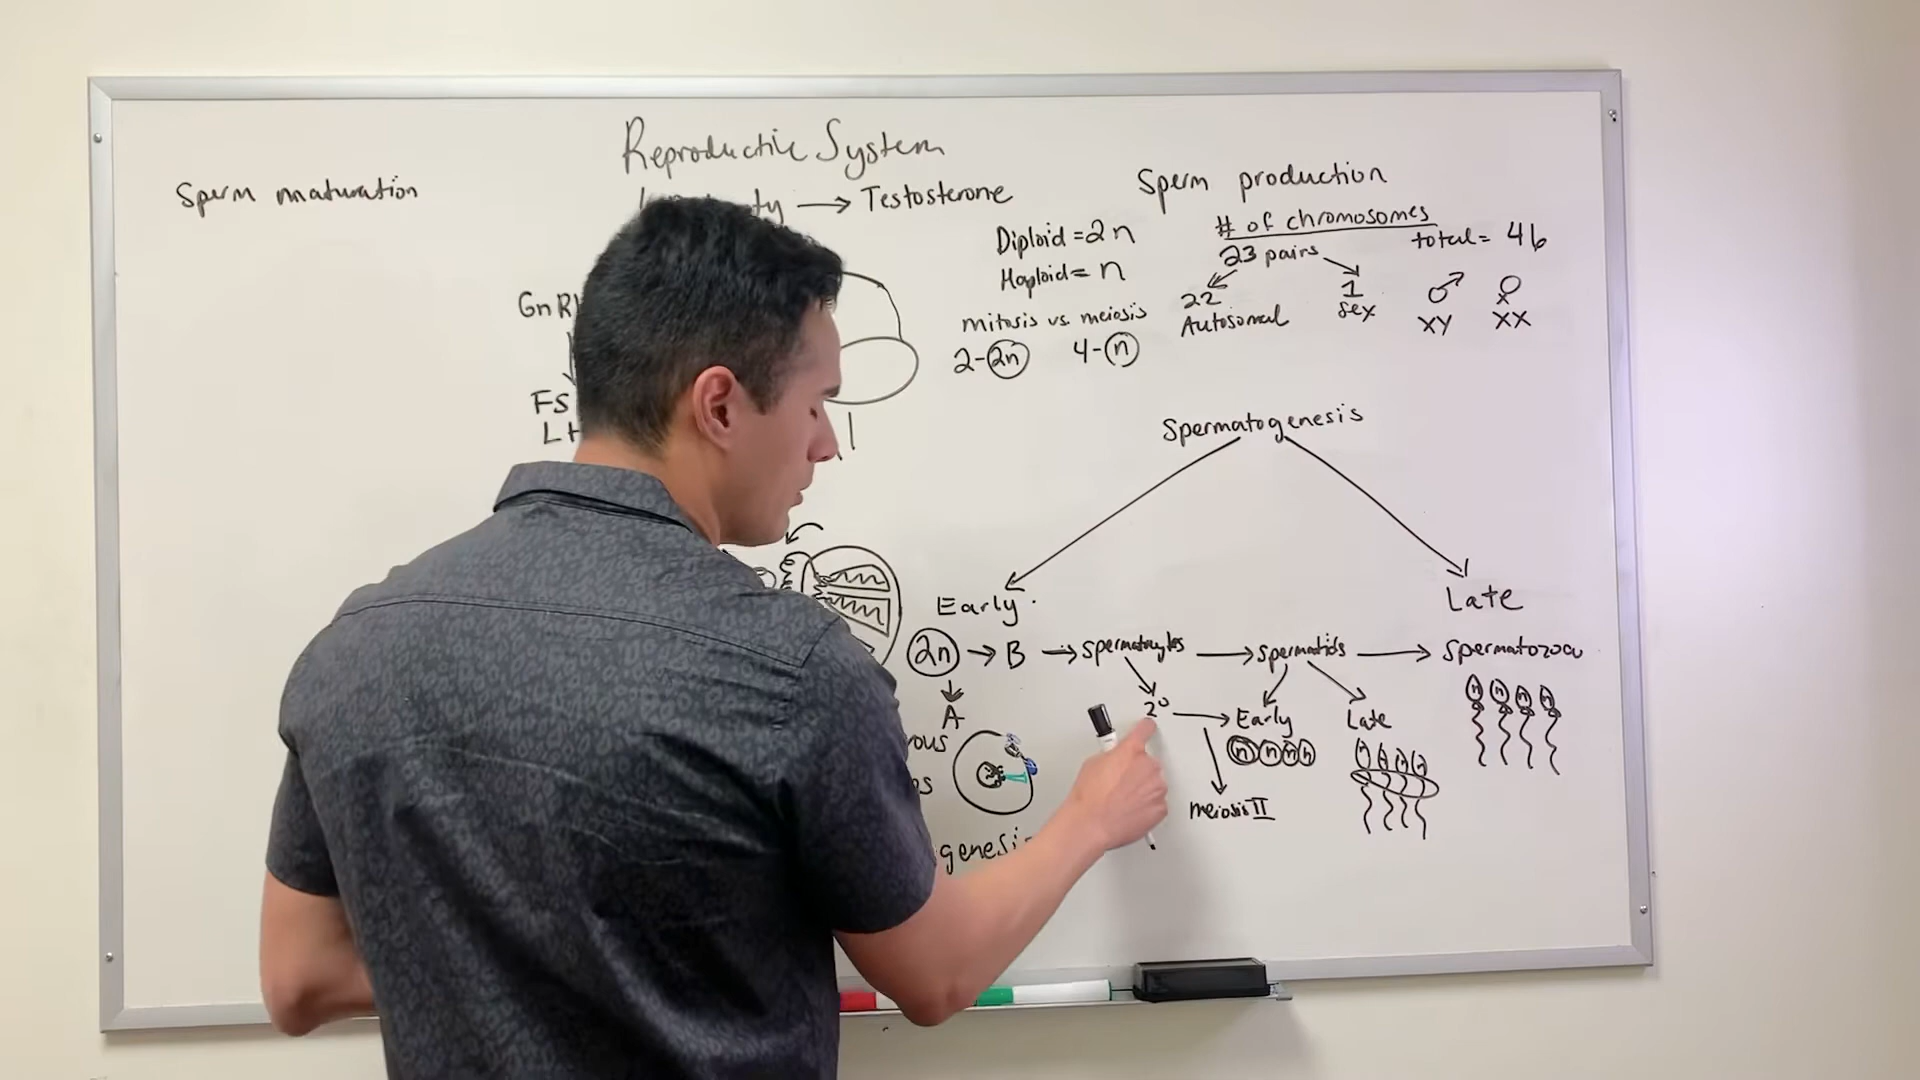 Reproductive System
Sperm maturation
→ Testosterone
Sperm production
Diploid = 2n
Haploid = n
# of chromosomes
23 pairs
total = 46
22
Autosomal
1
sex
♂
XY
♀
XX
mitosis vs. meiosis
2-2n
4-n
GnR
FS
L
Spermatogenesis
Early
Late
2n → B → spermatocytes → spermatids → spermatozoa
A
2°
Early
Late
n n n n
n n n n
n n n n
meiosis II
genesi